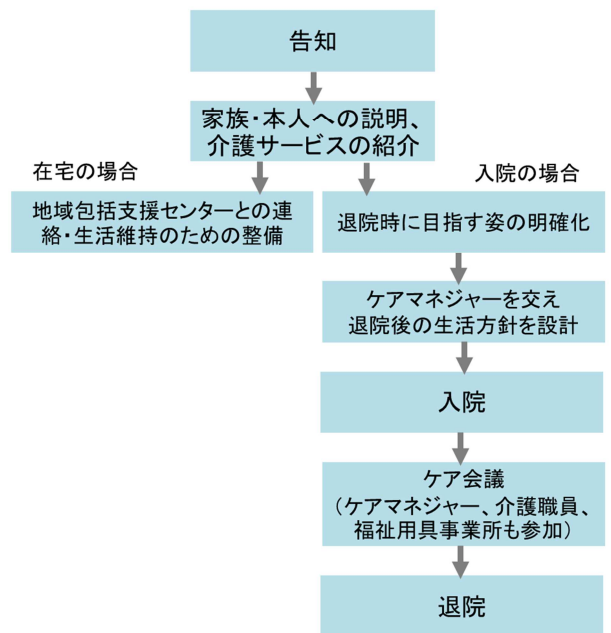 告知
家族・本人への説明、
介護サービスの紹介
在宅の場合
入院の場合
地域包括支援センターとの連
絡・生活維持のための整備
退院時に目指す姿の明確化
ケアマネジャーを交え
退院後の生活方針を設計
入院
ケア会議
（ケアマネジャー、介護職員、
福祉用具事業所も参加）
退院